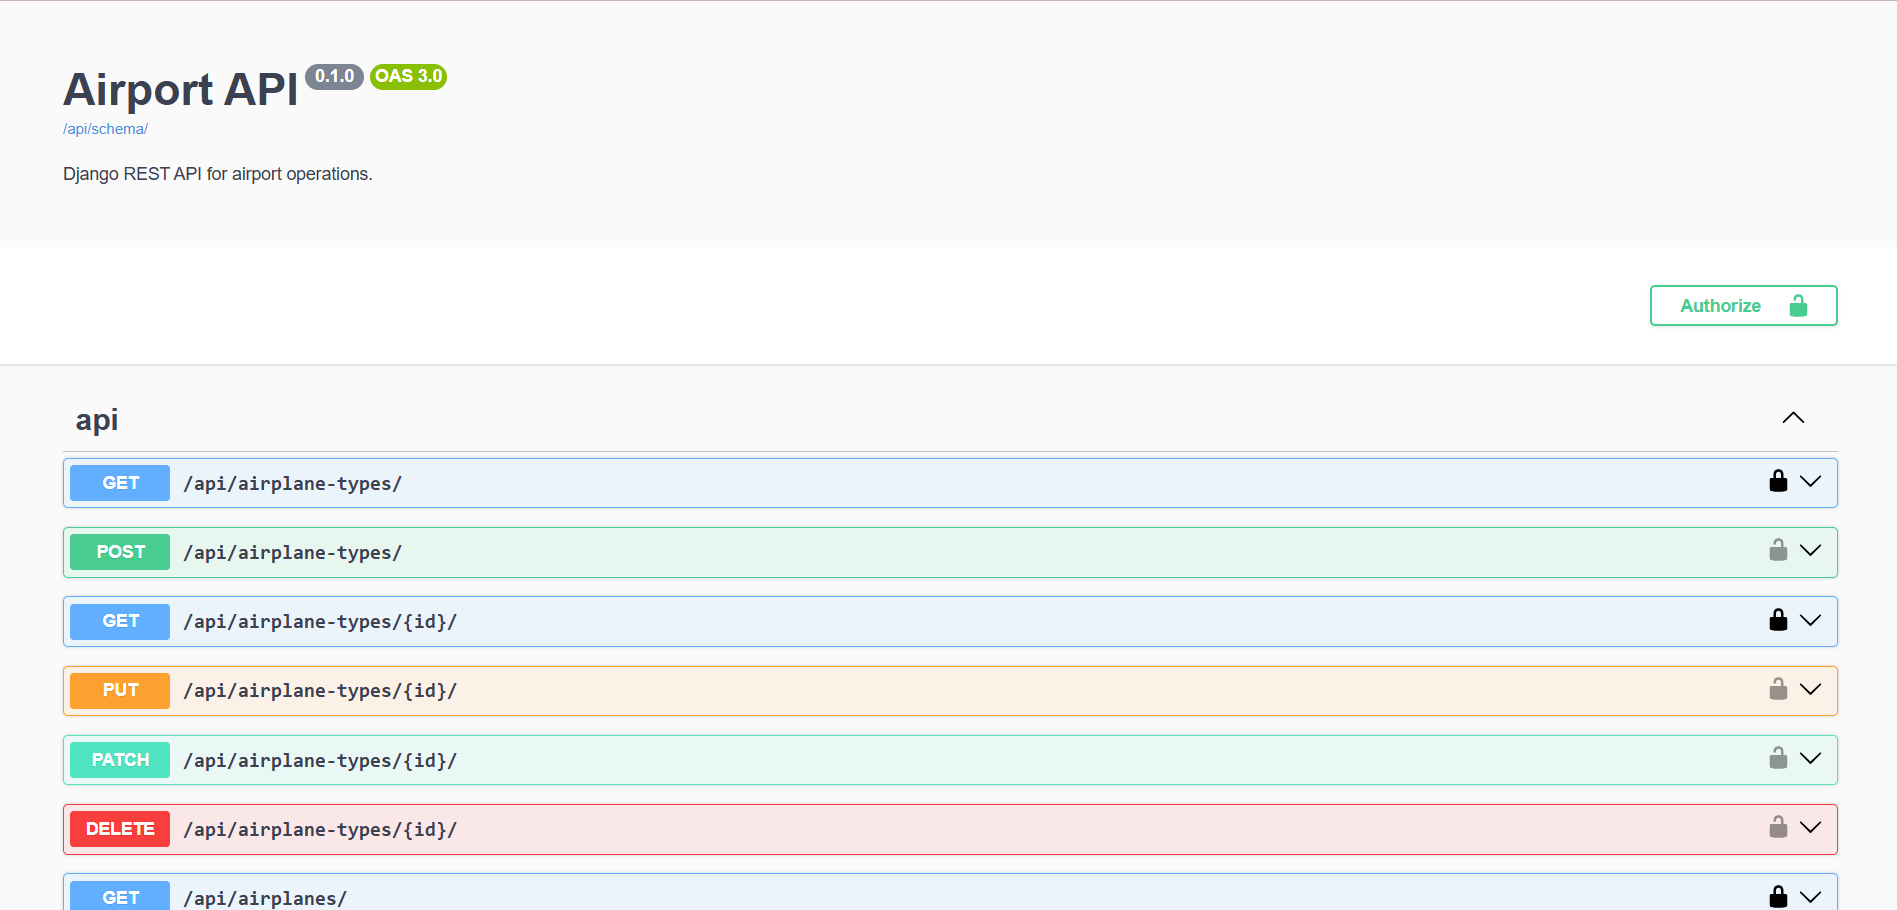 Airport API 0.1.0 OAS 3.0
/api/schema/
Django REST API for airport operations.
Authorize
api
GET /api/airplane-types/
POST /api/airplane-types/
GET /api/airplane-types/{id}/
PUT /api/airplane-types/{id}/
PATCH /api/airplane-types/{id}/
DELETE /api/airplane-types/{id}/
GET /api/airplanes/